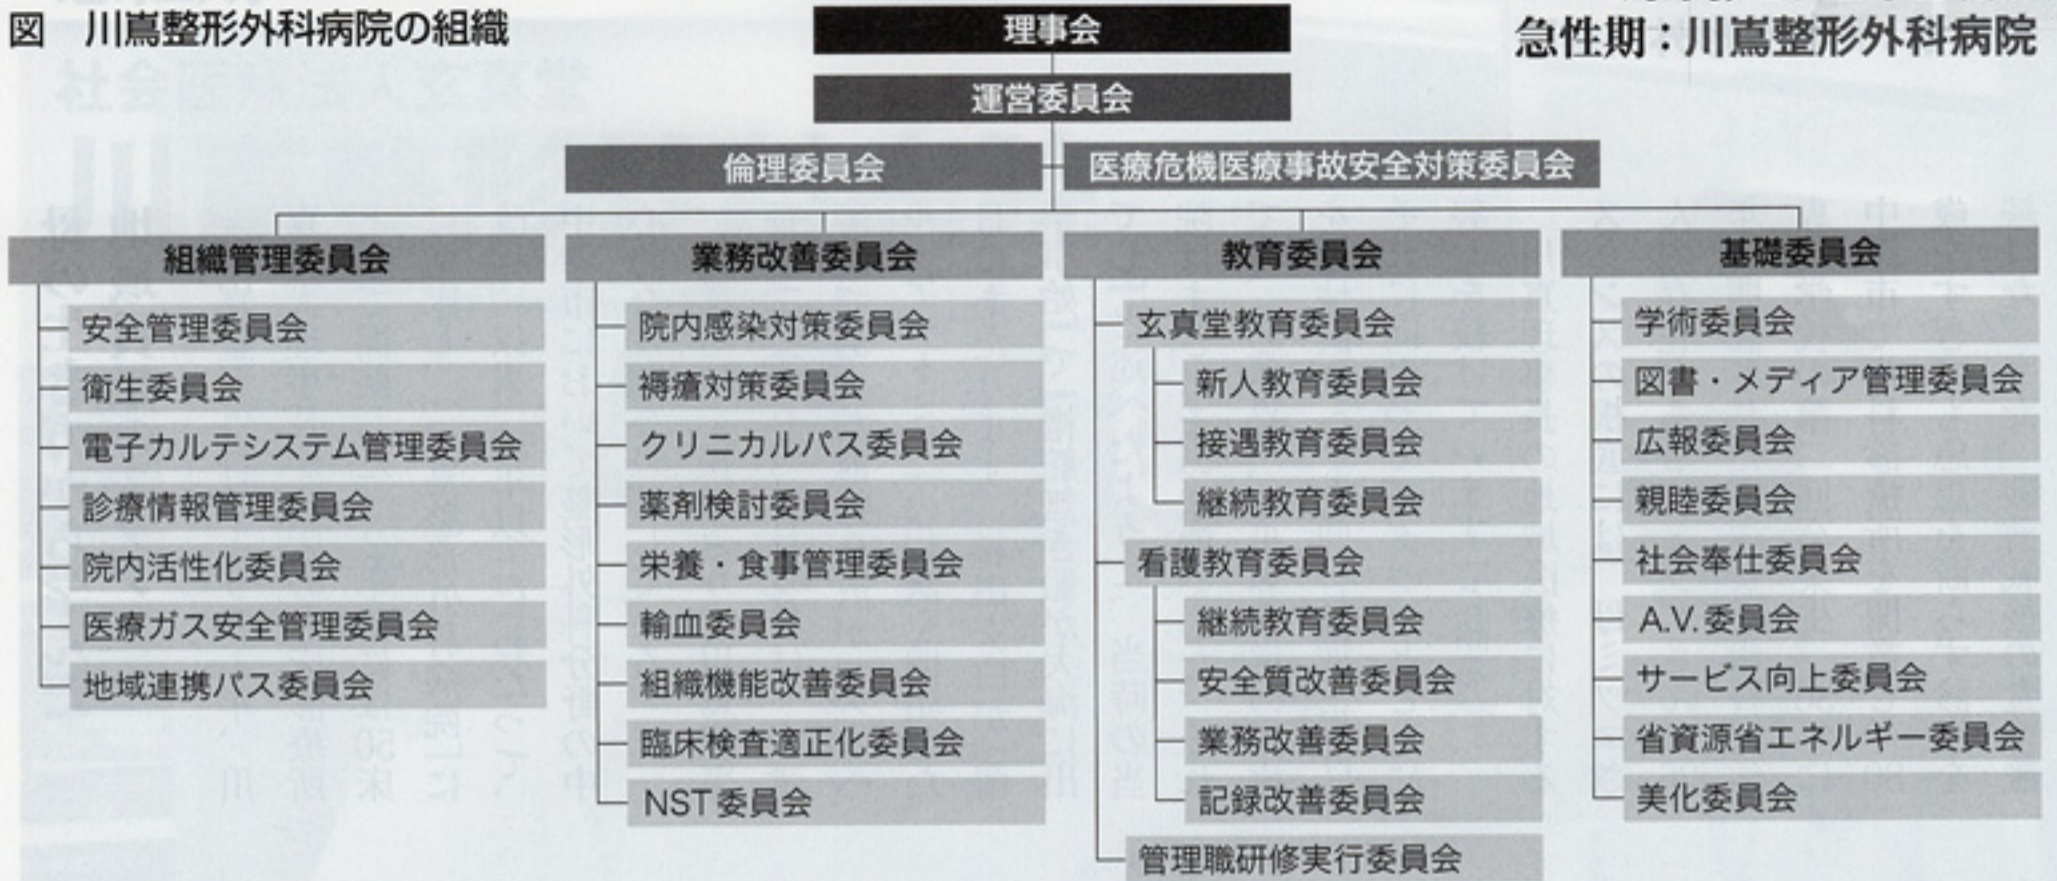 図 川嶌整形外科病院の組織
急性期：川嶌整形外科病院
理事会
運営委員会
倫理委員会
医療危機医療事故安全対策委員会
組織管理委員会
安全管理委員会
衛生委員会
電子カルテシステム管理委員会
診療情報管理委員会
院内活性化委員会
医療ガス安全管理委員会
地域連携パス委員会
業務改善委員会
院内感染対策委員会
褥瘡対策委員会
クリニカルパス委員会
薬剤検討委員会
栄養・食事管理委員会
輸血委員会
組織機能改善委員会
臨床検査適正化委員会
NST委員会
教育委員会
玄真堂教育委員会
新人教育委員会
接遇教育委員会
継続教育委員会
看護教育委員会
継続教育委員会
安全質改善委員会
業務改善委員会
記録改善委員会
管理職研修実行委員会
基礎委員会
学術委員会
図書・メディア管理委員会
広報委員会
親睦委員会
社会奉仕委員会
A.V.委員会
サービス向上委員会
省資源省エネルギー委員会
美化委員会